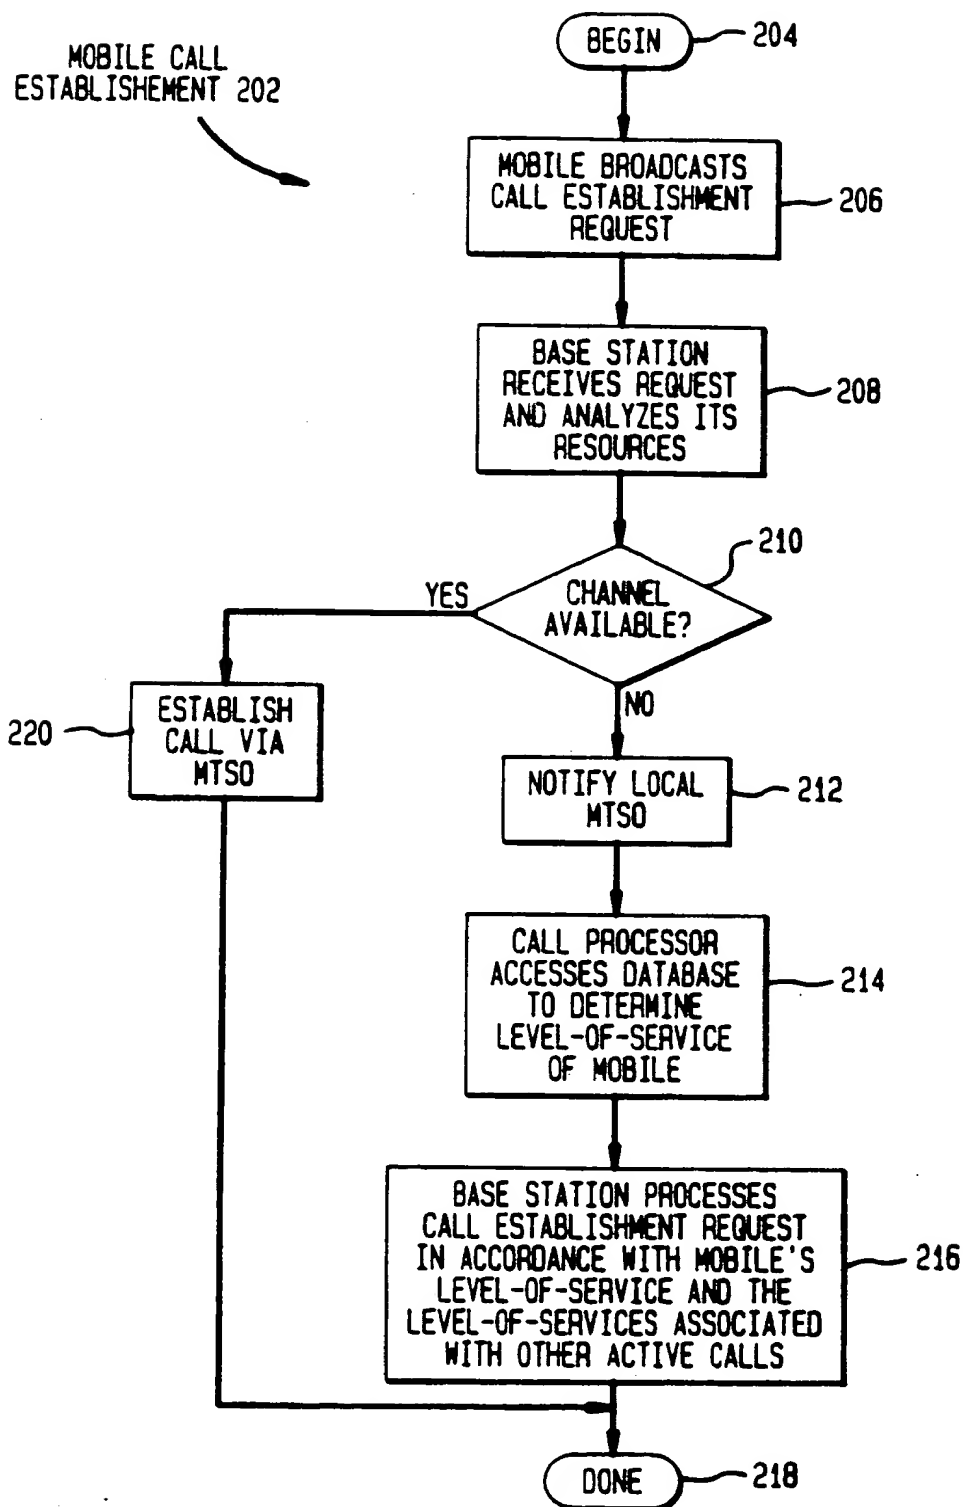 MOBILE CALL
ESTABLISHEMENT 202
BEGIN
204
MOBILE BROADCASTS
CALL ESTABLISHMENT
REQUEST
206
BASE STATION
RECEIVES REQUEST
AND ANALYZES ITS
RESOURCES
208
CHANNEL
AVAILABLE?
210
YES
NO
220
ESTABLISH
CALL VIA
MTSO
NOTIFY LOCAL
MTSO
212
CALL PROCESSOR
ACCESSES DATABASE
TO DETERMINE
LEVEL-OF-SERVICE
OF MOBILE
214
BASE STATION PROCESSES
CALL ESTABLISHMENT REQUEST
IN ACCORDANCE WITH MOBILE'S
LEVEL-OF-SERVICE AND THE
LEVEL-OF-SERVICES ASSOCIATED
WITH OTHER ACTIVE CALLS
216
DONE
218